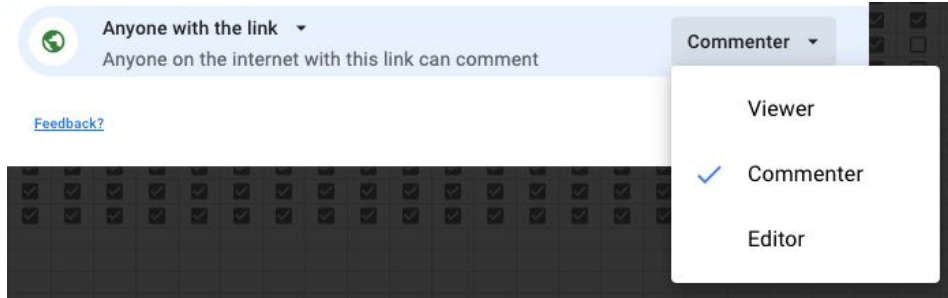 Anyone with the link
Anyone on the internet with this link can comment
Commenter
Feedback?
Viewer
Commenter
Editor